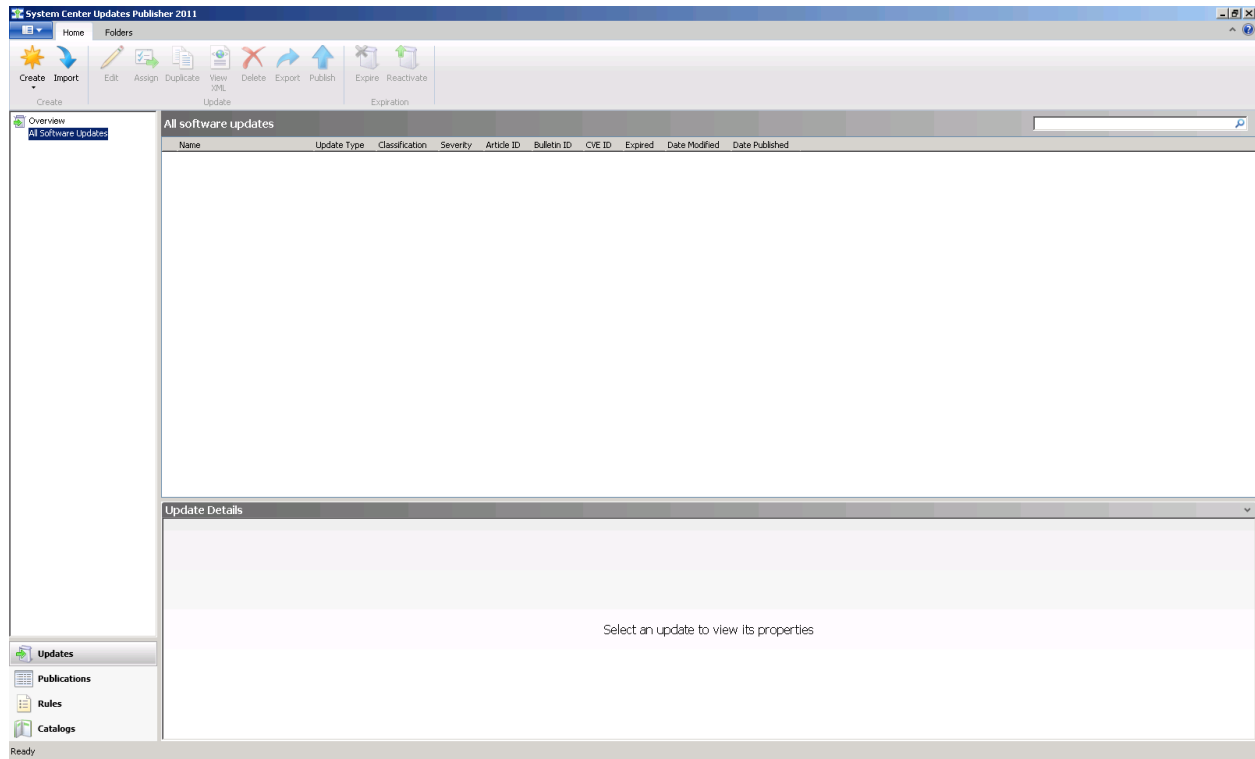 System Center Updates Publisher 2011
Home Folders
Create Import Edit Assign Duplicate View XML Delete Export Publish Expire Reactivate
Create Update Expiration
Overview
All Software Updates
All software updates
Name Update Type Classification Severity Article ID Bulletin ID CVE ID Expired Date Modified Date Published
Update Details
Select an update to view its properties
Updates
Publications
Rules
Catalogs
Ready